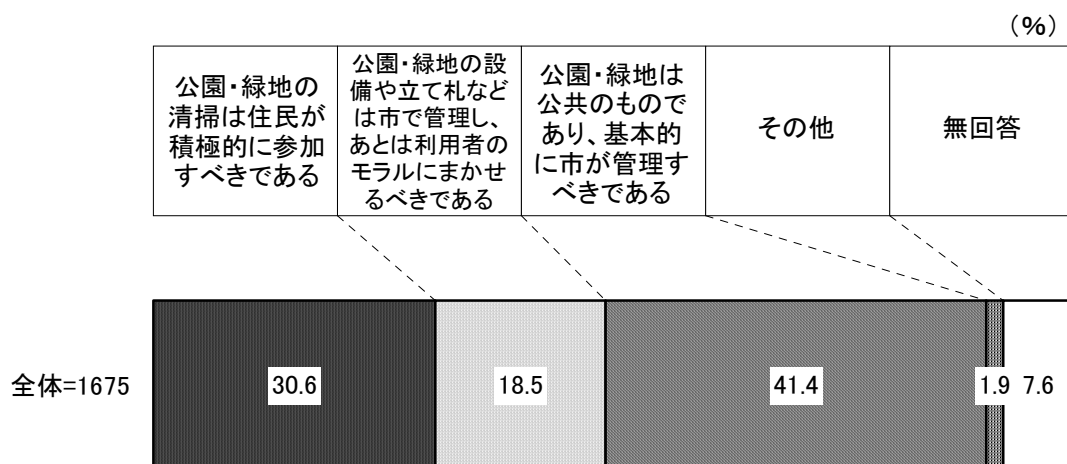 (%)
公園・緑地の
清掃は住民が
積極的に参加
すべきである
公園・緑地の設
備や立て札など
は市で管理し、
あとは利用者の
モラルにまかせ
るべきである
公園・緑地は
公共のもので
あり、基本的
に市が管理す
べきである
その他
無回答
全体=1675
30.6
18.5
41.4
1.9
7.6